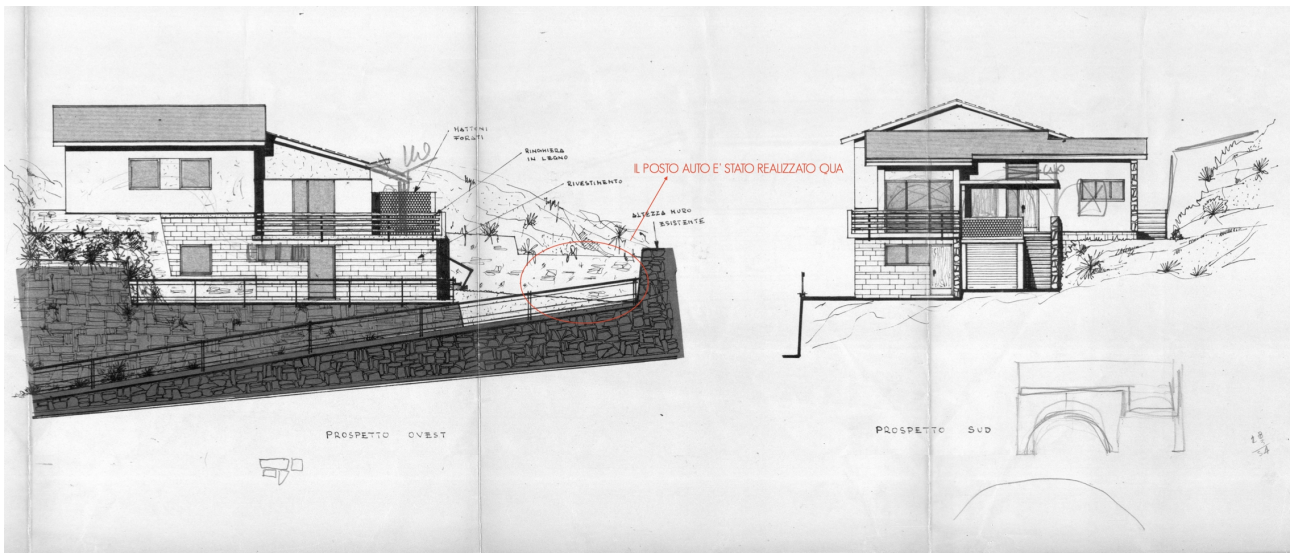 MATTONI
FORATI
RINGHIERA
IN LEGNO
IL POSTO AUTO E' STATO REALIZZATO QUA
RIVESTIMENTO
ALTEZZA MURO
ESISTENTE
PROSPETTO OVEST
PROSPETTO SUD